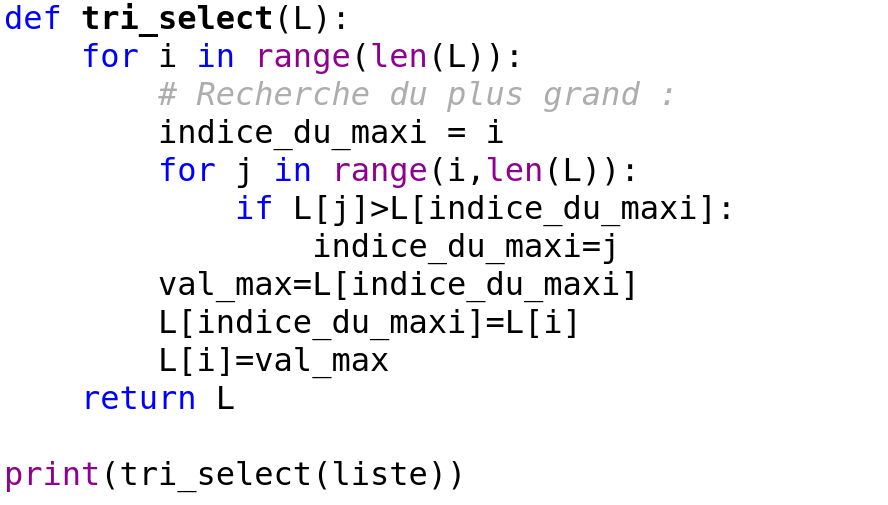 def tri_select(L):
    for i in range(len(L)):
        # Recherche du plus grand :
        indice_du_maxi = i
        for j in range(i,len(L)):
            if L[j]>L[indice_du_maxi]:
                indice_du_maxi=j
        val_max=L[indice_du_maxi]
        L[indice_du_maxi]=L[i]
        L[i]=val_max
    return L

print(tri_select(liste))